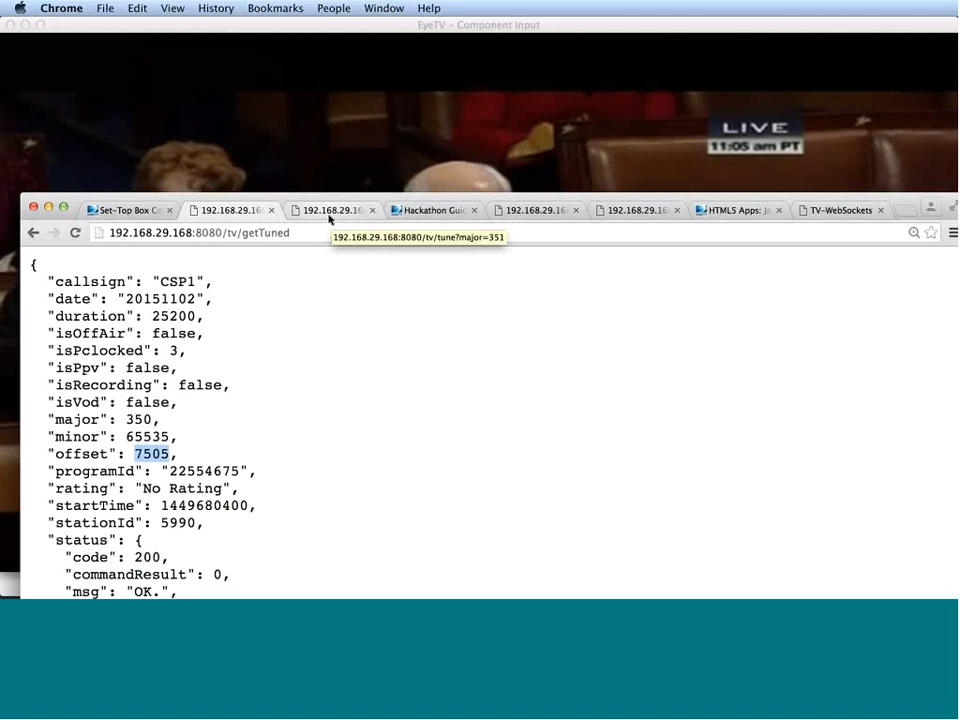 Chrome File Edit View History Bookmarks People Window Help
EyeTV - Component Input
LIVE
11:05 am PT
Set-Top Box Co 192.168.29.16 192.168.29.16 Hackathon Gui 192.168.29.16 192.168.29.16 HTML5 Apps: Ja TV-WebSockets
192.168.29.168:8080/tv/getTuned
192.168.29.168:8080/tv/tune?major=351
{
"callsign": "CSP1",
"date": "20151102",
"duration": 25200,
"isOffAir": false,
"isPclocked": 3,
"isPpv": false,
"isRecording": false,
"isVod": false,
"major": 350,
"minor": 65535,
"offset": 7505,
"programId": "22554675",
"rating": "No Rating",
"startTime": 1449680400,
"stationId": 5990,
"status": {
"code": 200,
"commandResult": 0,
"msg": "OK.",